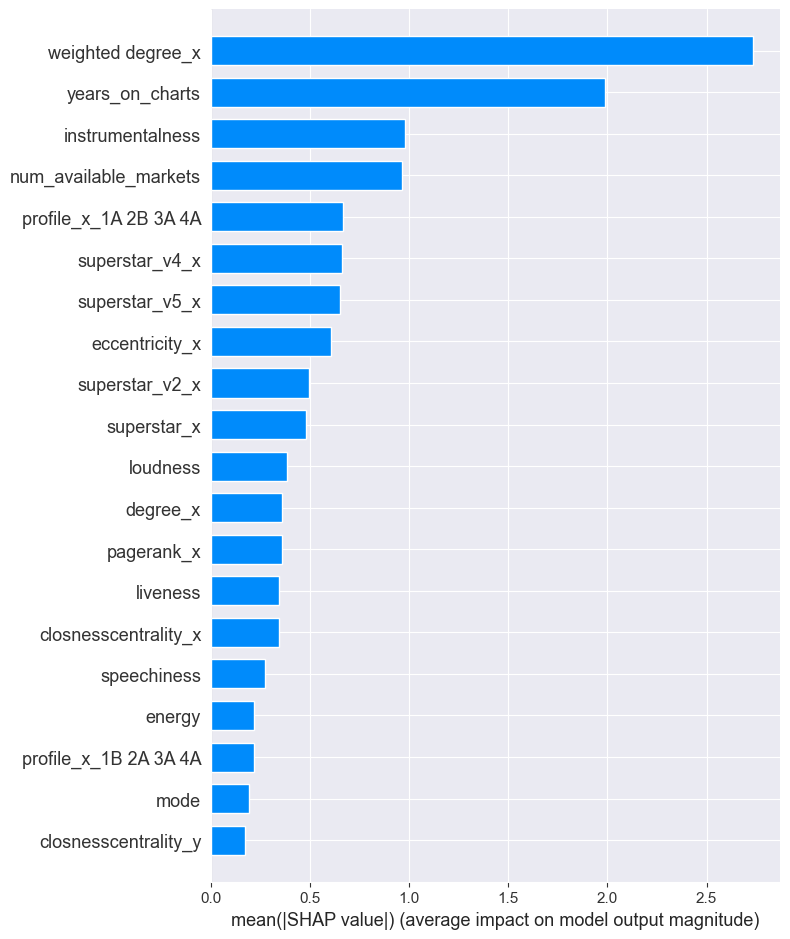 weighted degree_x
years_on_charts
instrumentalness
num_available_markets
profile_x_1A 2B 3A 4A
superstar_v4_x
superstar_v5_x
eccentricity_x
superstar_v2_x
superstar_x
loudness
degree_x
pagerank_x
liveness
closnesscentrality_x
speechiness
energy
profile_x_1B 2A 3A 4A
mode
closnesscentrality_y
0.0 0.5 1.0 1.5 2.0 2.5
mean(|SHAP value|) (average impact on model output magnitude)